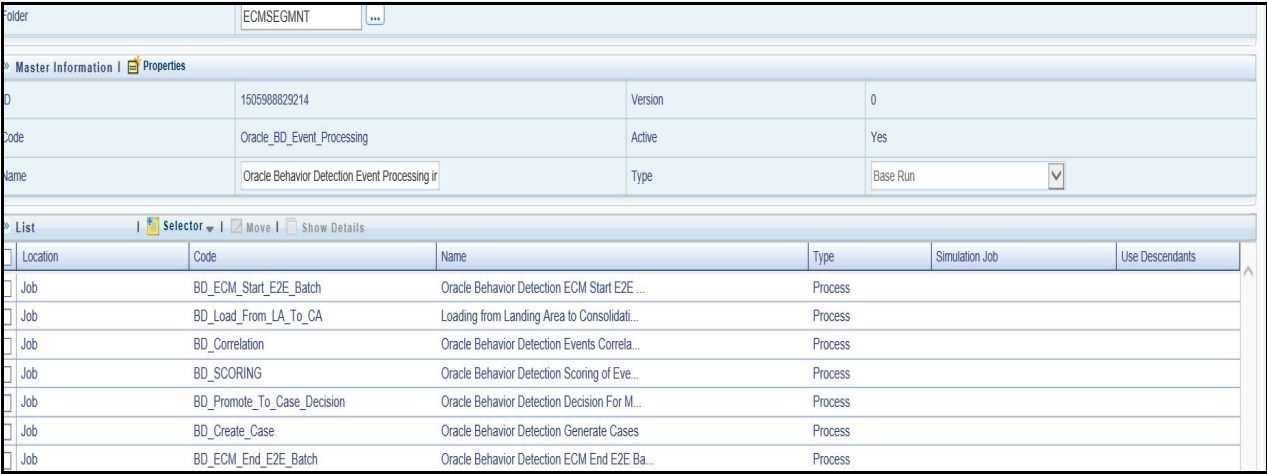 Folder ECMSEGMNT ...
» Master Information | Properties
ID 1505988829214 Version 0
Code Oracle_BD_Event_Processing Active Yes
Name Oracle Behavior Detection Event Processing ir Type Base Run
» List | Selector | Move | Show Details
Location Code Name Type Simulation Job Use Descendants
Job BD_ECM_Start_E2E_Batch Oracle Behavior Detection ECM Start E2E ... Process
Job BD_Load_From_LA_To_CA Loading from Landing Area to Consolidati... Process
Job BD_Correlation Oracle Behavior Detection Events Correla... Process
Job BD_SCORING Oracle Behavior Detection Scoring of Eve... Process
Job BD_Promote_To_Case_Decision Oracle Behavior Detection Decision For M... Process
Job BD_Create_Case Oracle Behavior Detection Generate Cases Process
Job BD_ECM_End_E2E_Batch Oracle Behavior Detection ECM End E2E Ba... Process